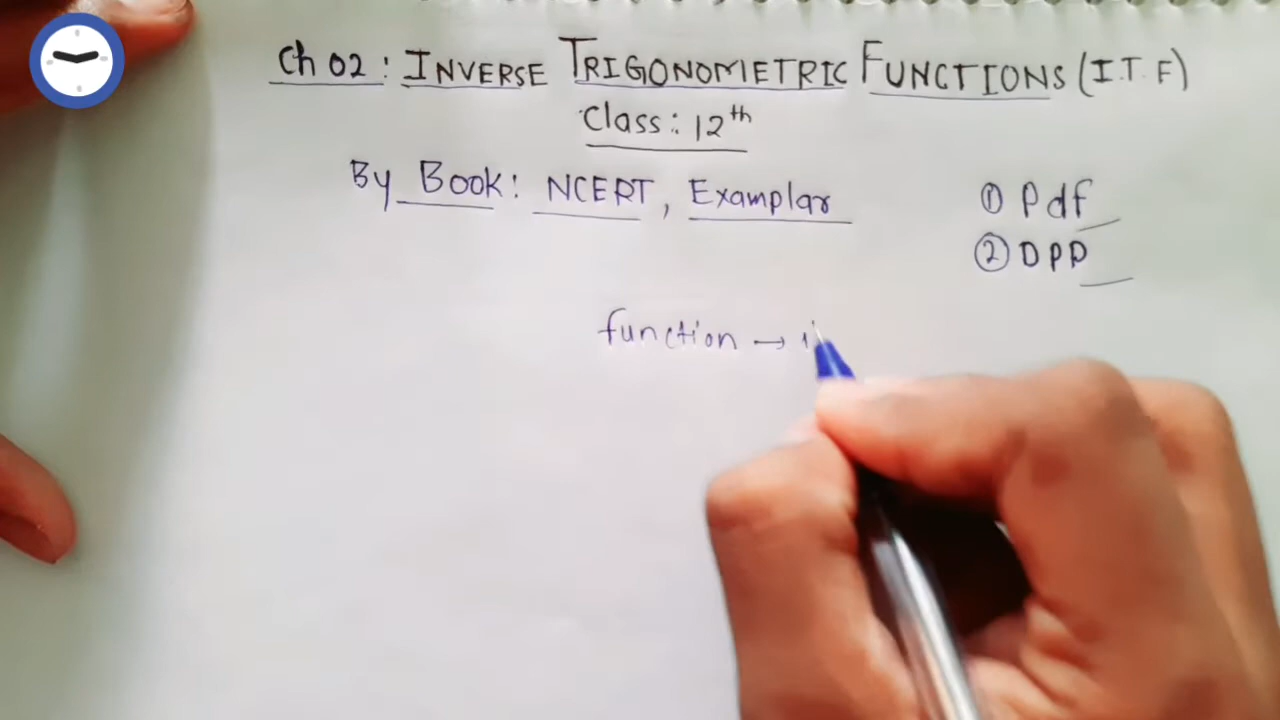 Ch 02: INVERSE TRIGONOMETRIC FUNCTIONS (I.T.F)
Class: 12th
By Book: NCERT, Examplar
① Pdf
② DPP
function →